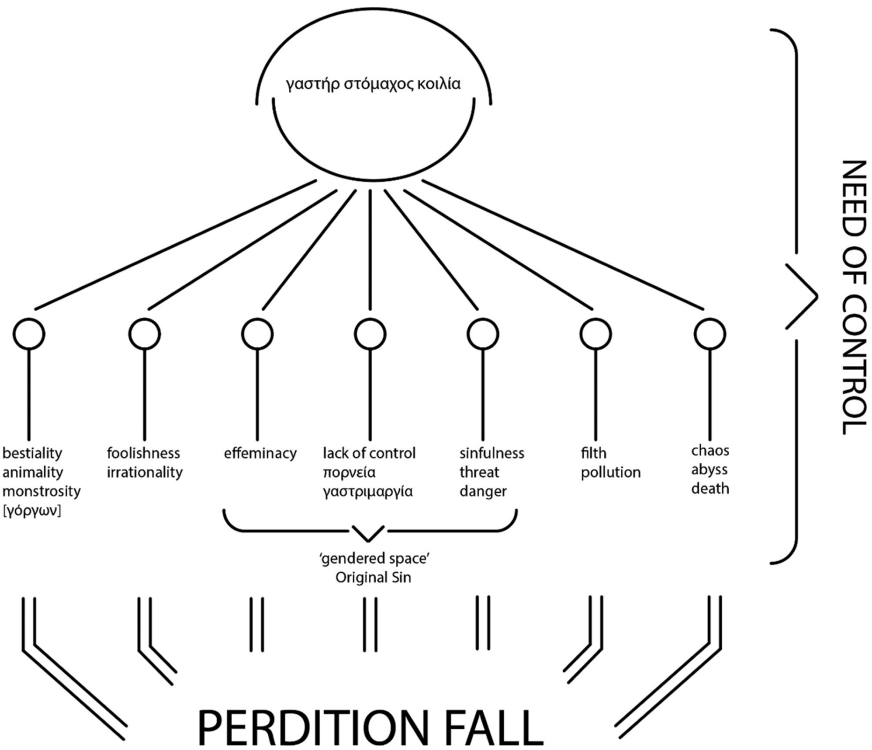 γαστήρ στόμαχος κοιλία
bestiality
animality
monstrosity
[γόργων]
foolishness
irrationality
effeminacy
lack of control
πορνεία
γαστριμαργία
sinfulness
threat
danger
filth
pollution
chaos
abyss
death
‘gendered space’
Original Sin
NEED OF CONTROL
PERDITION FALL